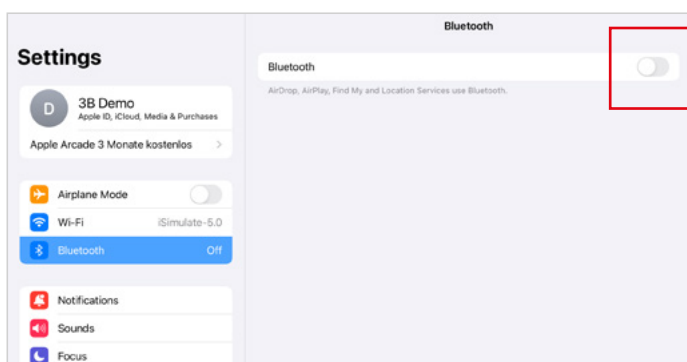 Bluetooth
Settings
Bluetooth
AirDrop, AirPlay, Find My and Location Services use Bluetooth.
D
3B Demo
Apple ID, iCloud, Media & Purchases
Apple Arcade 3 Monate kostenlos
Airplane Mode
Wi-Fi iSimulate-5.0
Bluetooth Off
Notifications
Sounds
Focus